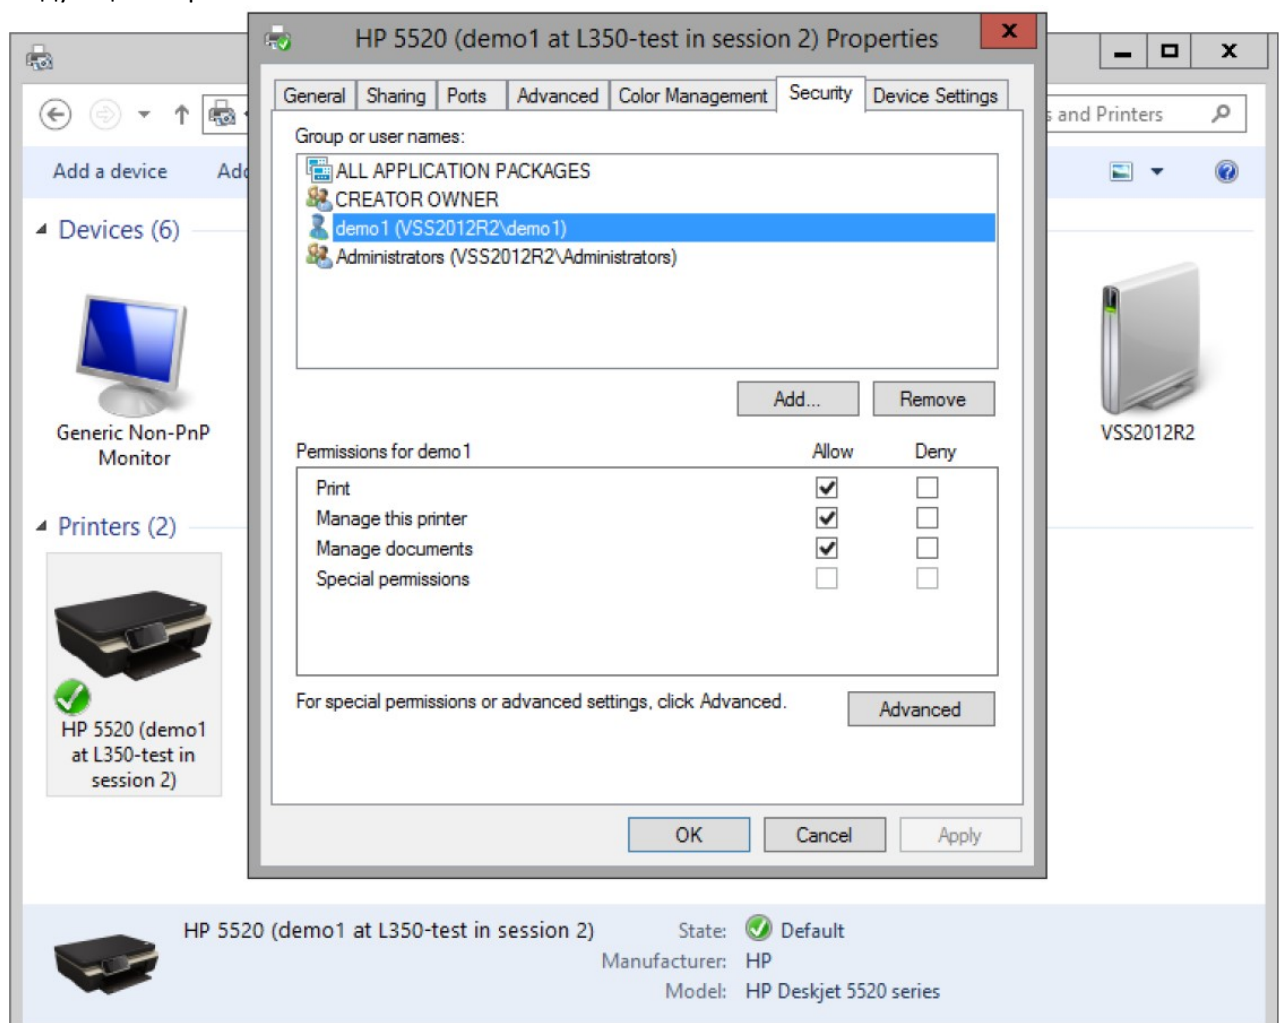 HP 5520 (demo1 at L350-test in session 2) Properties
x
x
General Sharing Ports Advanced Color Management Security Device Settings
s and Printers
Group or user names:
Add a device
ALL APPLICATION PACKAGES
CREATOR OWNER
demo1 (VSS2012R2\demo1)
Administrators (VSS2012R2\Administrators)
Devices (6)
Add...
Remove
Generic Non-PnP
Monitor
VSS2012R2
Permissions for demo1
Allow
Deny
Print
Manage this printer
Manage documents
Special permissions
Printers (2)
For special permissions or advanced settings, click Advanced.
Advanced
HP 5520 (demo1
at L350-test in
session 2)
OK
Cancel
Apply
HP 5520 (demo1 at L350-test in session 2)
State: Default
Manufacturer: HP
Model: HP Deskjet 5520 series